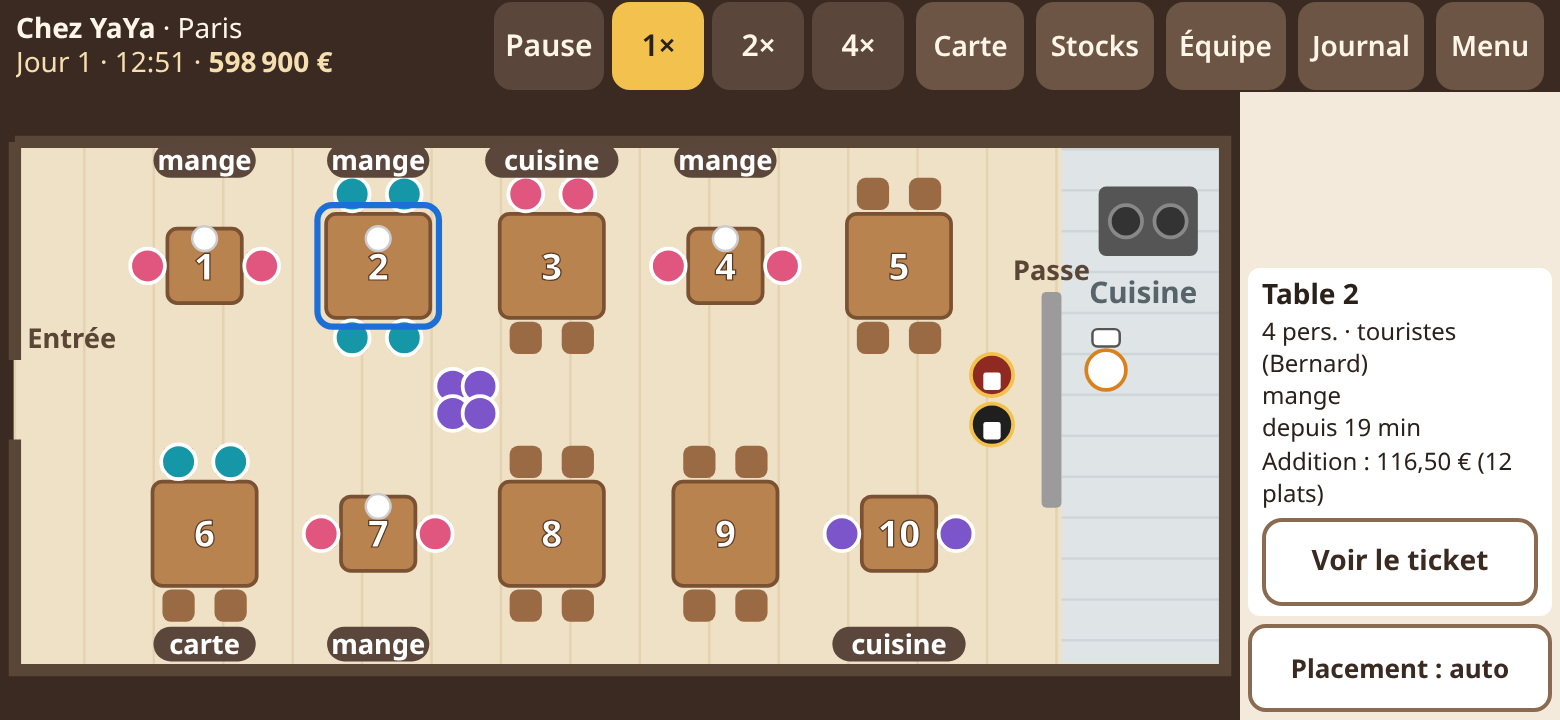 Chez YaYa · Paris
Jour 1 · 12:51 · 598 900 €
Pause
1×
2×
4×
Carte
Stocks
Équipe
Journal
Menu
mange
mange
cuisine
mange
1
2
3
4
5
Passe
Cuisine
Entrée
6
7
8
9
10
carte
mange
cuisine
Table 2
4 pers. · touristes
(Bernard)
mange
depuis 19 min
Addition : 116,50 € (12
plats)
Voir le ticket
Placement : auto